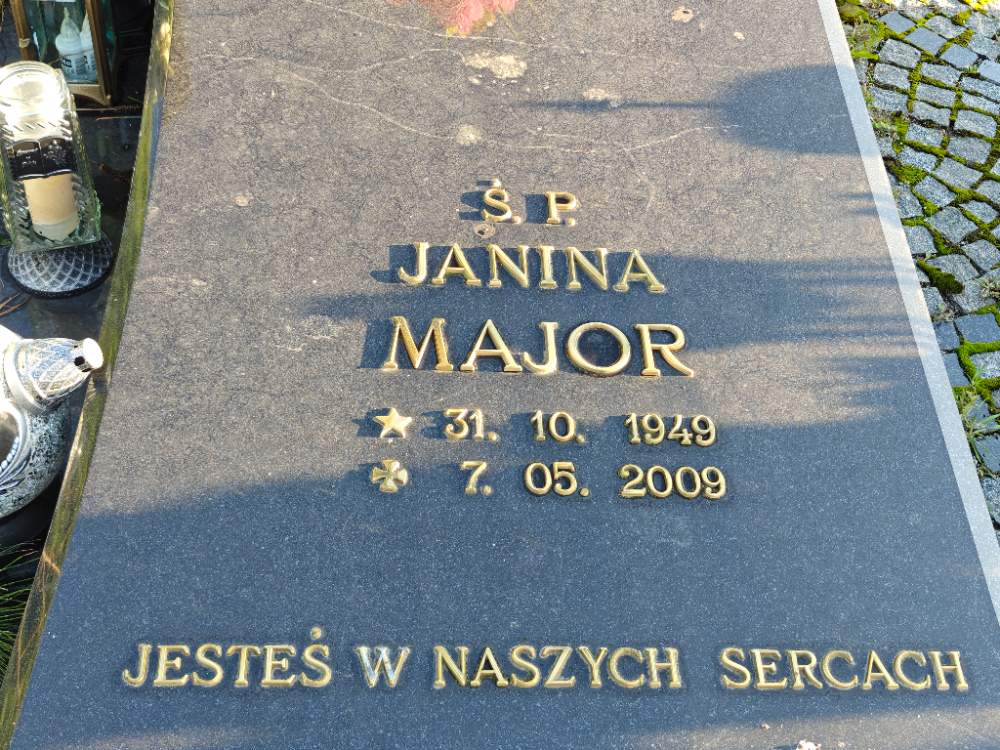 Ś. P.
JANINA
MAJOR
31. 10. 1949
7. 05. 2009
JESTEŚ W NASZYCH SERCACH